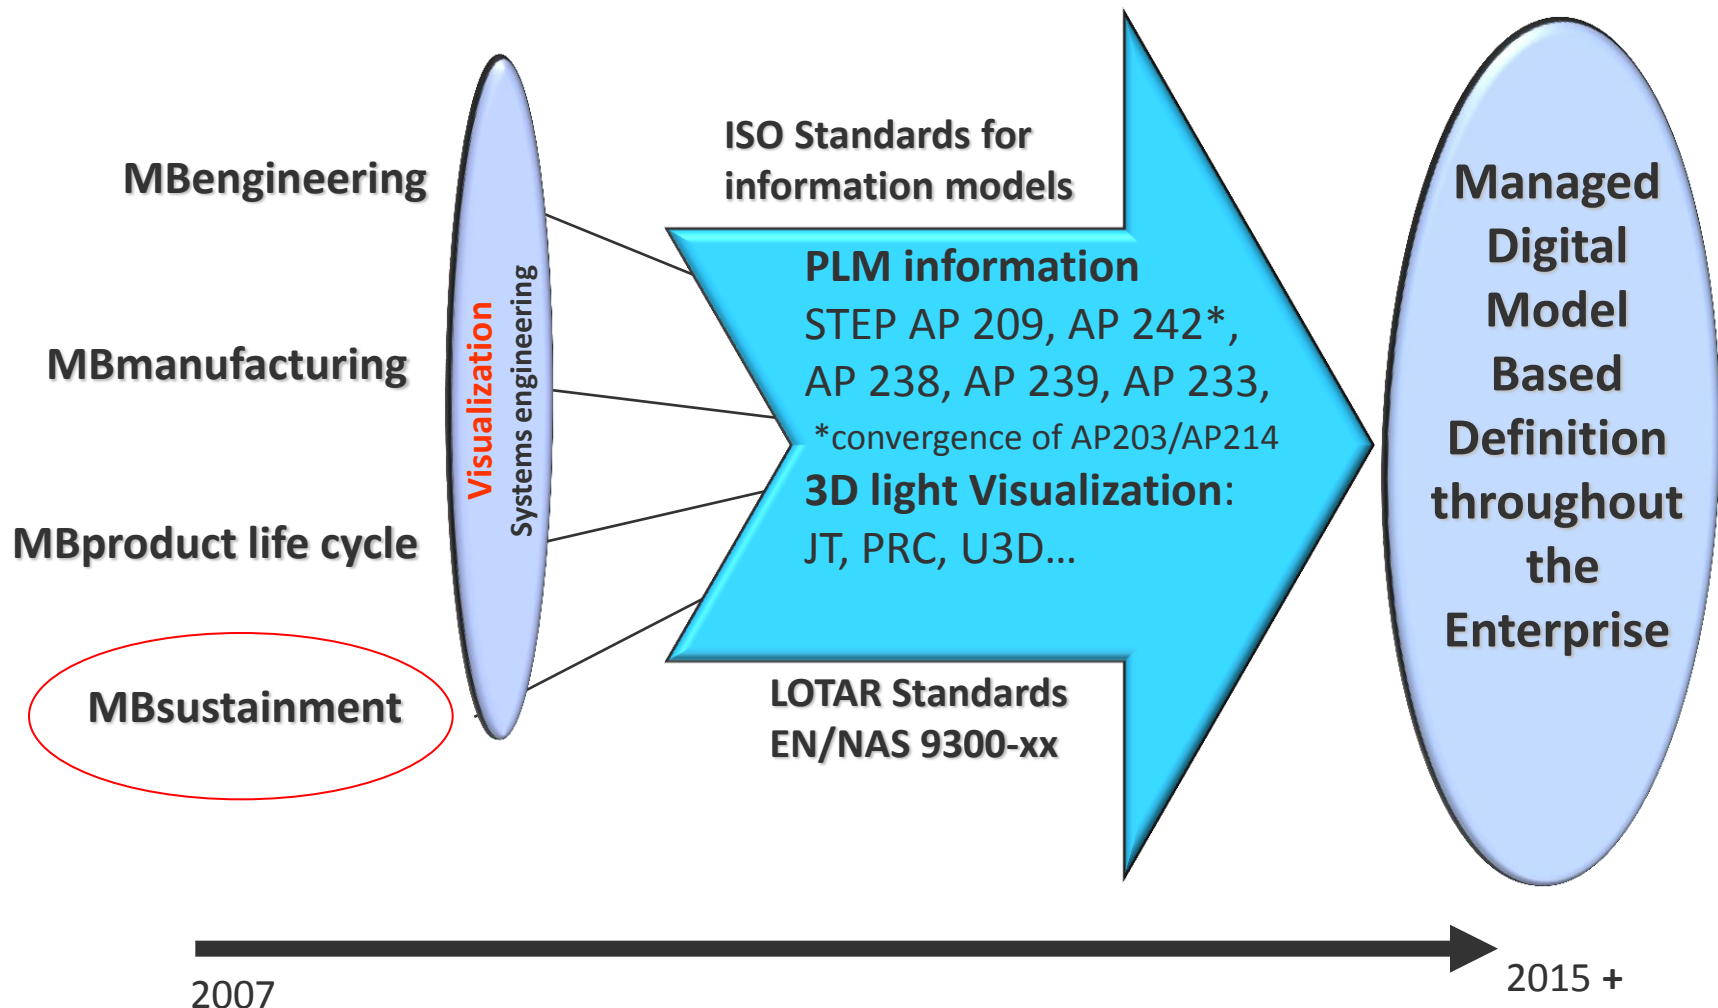 MBengineering
MBmanufacturing
MBproduct life cycle
MBsustainment
Visualization
Systems engineering
ISO Standards for
information models
PLM information
STEP AP 209, AP 242*,
AP 238, AP 239, AP 233,
*convergence of AP203/AP214
3D light Visualization:
JT, PRC, U3D...
LOTAR Standards
EN/NAS 9300-xx
Managed
Digital
Model
Based
Definition
throughout
the
Enterprise
2007
2015 +